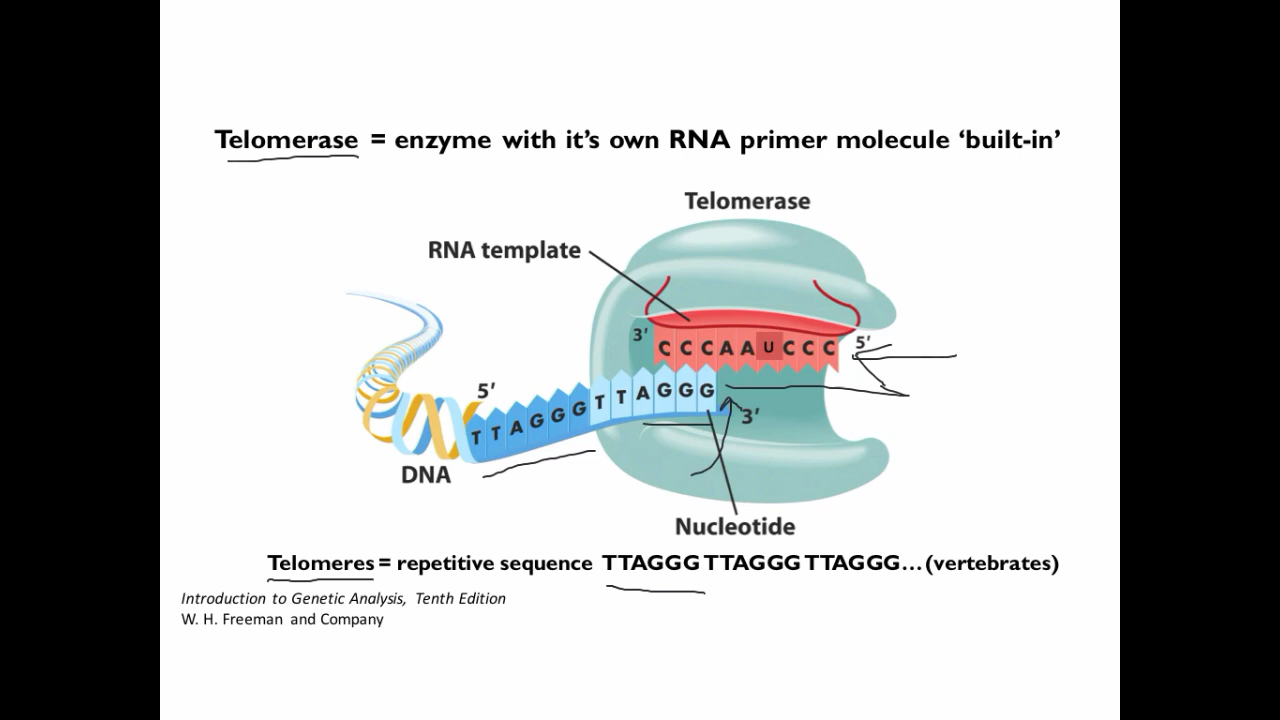 Telomerase = enzyme with it’s own RNA primer molecule ‘built-in’
Telomerase
RNA template
3′
C C C A A U C C C
5′
5′
T T A G G G T T A G G G
3′
DNA
Nucleotide
Telomeres = repetitive sequence TTAGGG TTAGGG TTAGGG… (vertebrates)
Introduction to Genetic Analysis, Tenth Edition
W. H. Freeman and Company